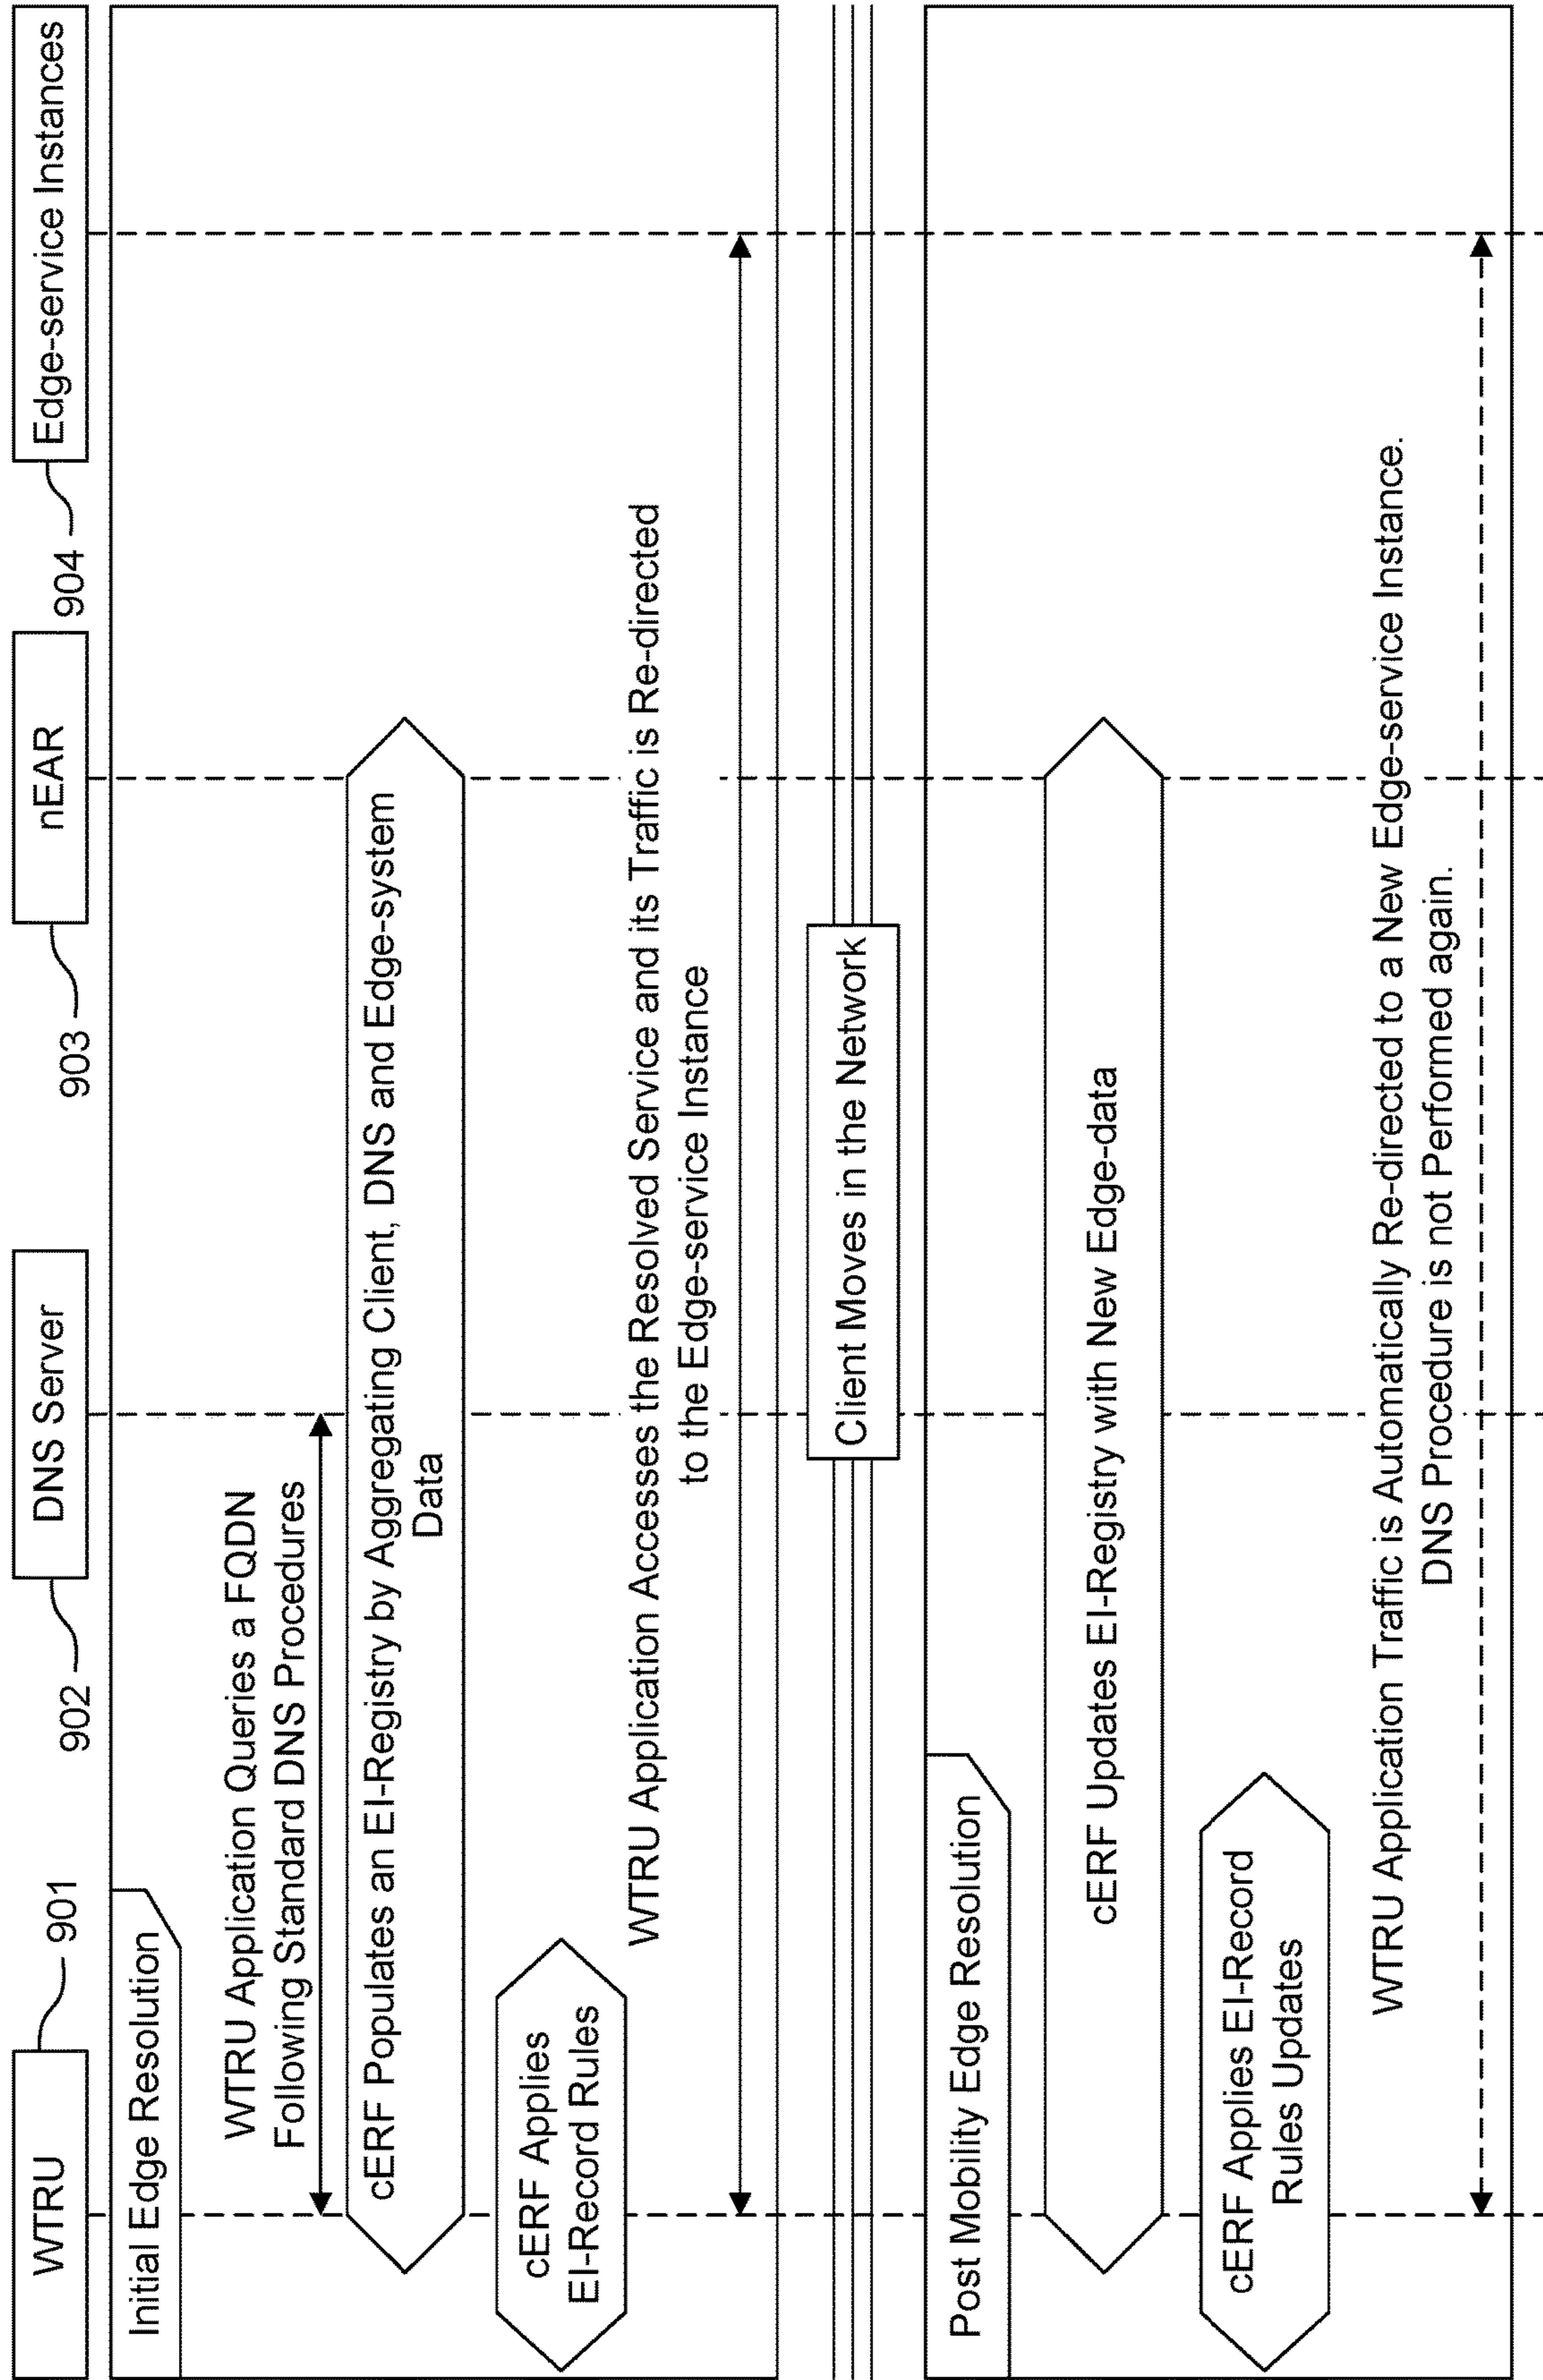 WTRU
901
DNS Server
902
nEAR
903
Edge-service Instances
904
Initial Edge Resolution
WTRU Application Queries a FQDN
Following Standard DNS Procedures
cERF Populates an EI-Registry by Aggregating Client, DNS and Edge-system
Data
cERF Applies
EI-Record Rules
WTRU Application Accesses the Resolved Service and its Traffic is Re-directed
to the Edge-service Instance
Client Moves in the Network
Post Mobility Edge Resolution
cERF Updates EI-Registry with New Edge-data
cERF Applies EI-Record
Rules Updates
WTRU Application Traffic is Automatically Re-directed to a New Edge-service Instance.
DNS Procedure is not Performed again.